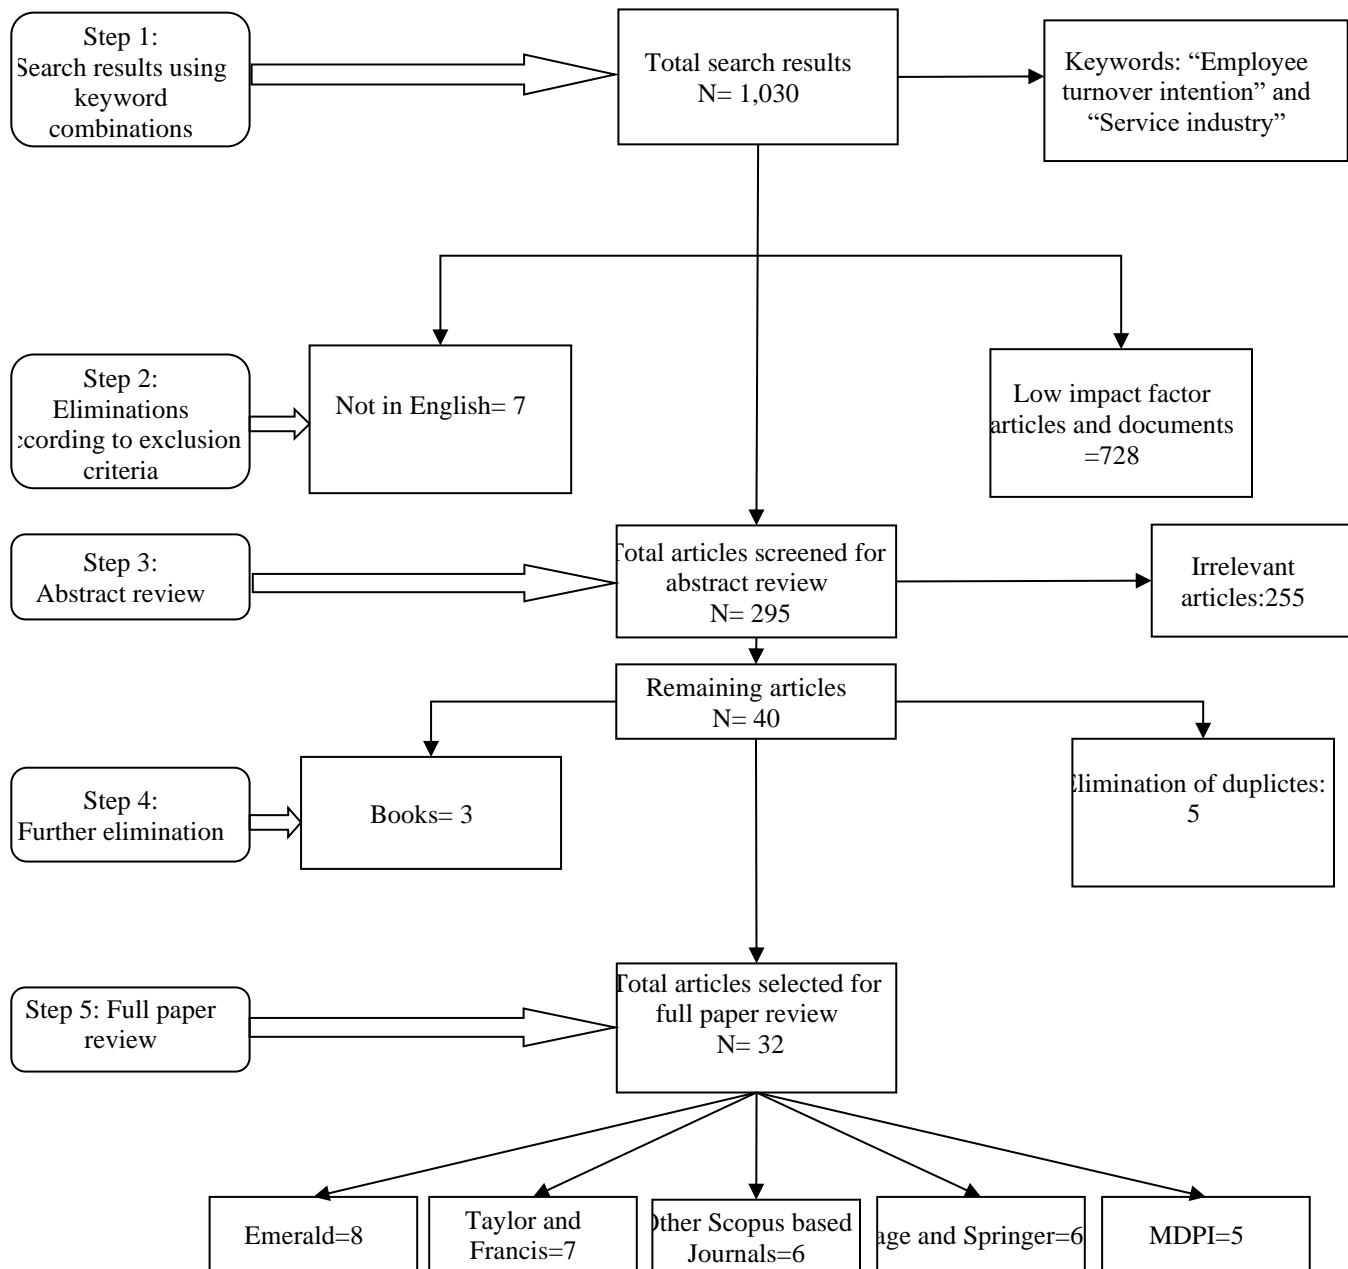 Step 1:
Search results using
keyword
combinations
Total search results
N= 1,030
Keywords: “Employee
turnover intention” and
“Service industry”
Step 2:
Eliminations
ccording to exclusion
criteria
Not in English= 7
Low impact factor
articles and documents
=728
Step 3:
Abstract review
Total articles screened for
abstract review
N= 295
Irrelevant
articles:255
Remaining articles
N= 40
Step 4:
Further elimination
Books= 3
Elimination of duplictes:
5
Step 5: Full paper
review
Total articles selected for
full paper review
N= 32
Emerald=8
Taylor and
Francis=7
Other Scopus based
Journals=6
age and Springer=6
MDPI=5